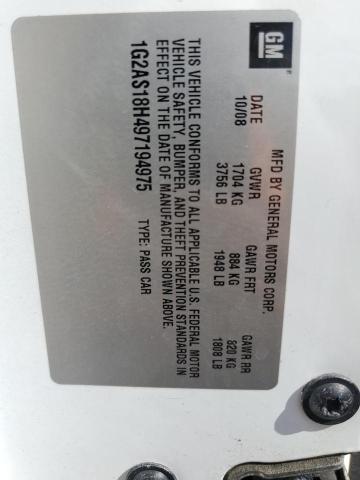 GM
MFD BY GENERAL MOTORS CORP.
DATE GVWR GAWR FRT GAWR RR
10/08 1704 KG 884 KG 820 KG
3756 LB 1948 LB 1808 LB
THIS VEHICLE CONFORMS TO ALL APPLICABLE U.S. FEDERAL MOTOR
VEHICLE SAFETY, BUMPER, AND THEFT PREVENTION STANDARDS IN
EFFECT ON THE DATE OF MANUFACTURE SHOWN ABOVE.
1G2AS18H497194975 TYPE: PASS CAR